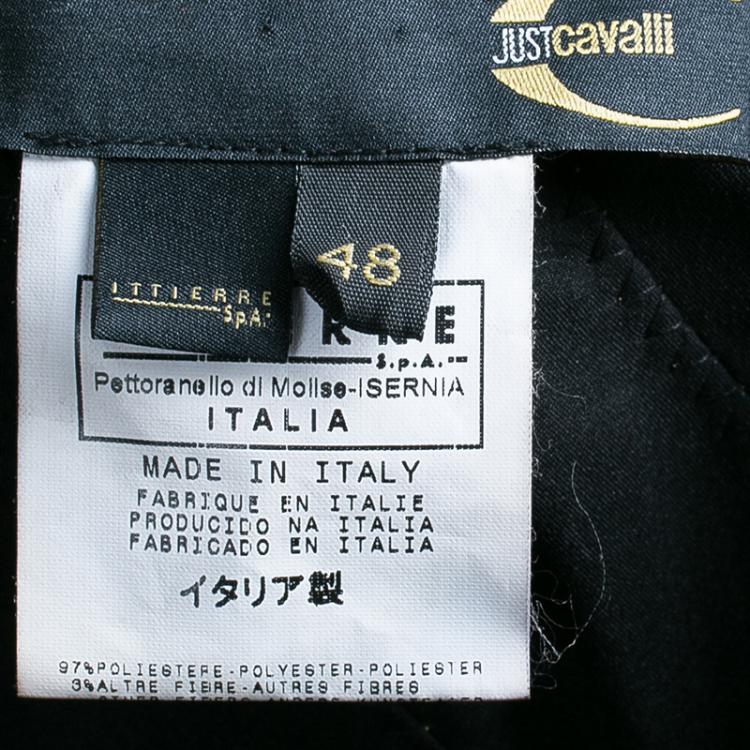 JUST cavalli
48
ITTIERRE
S.p.A.
S.p.A.
Pettoranello di Molise-ISERNIA
ITALIA
MADE IN ITALY
FABRIQUE EN ITALIE
PRODUCIDO NA ITALIA
FABRICADO EN ITALIA
イタリア製
97%POLIESTERE-POLYESTER-POLIESTER
3%ALTRE FIBRE-AUTRES FIBRES